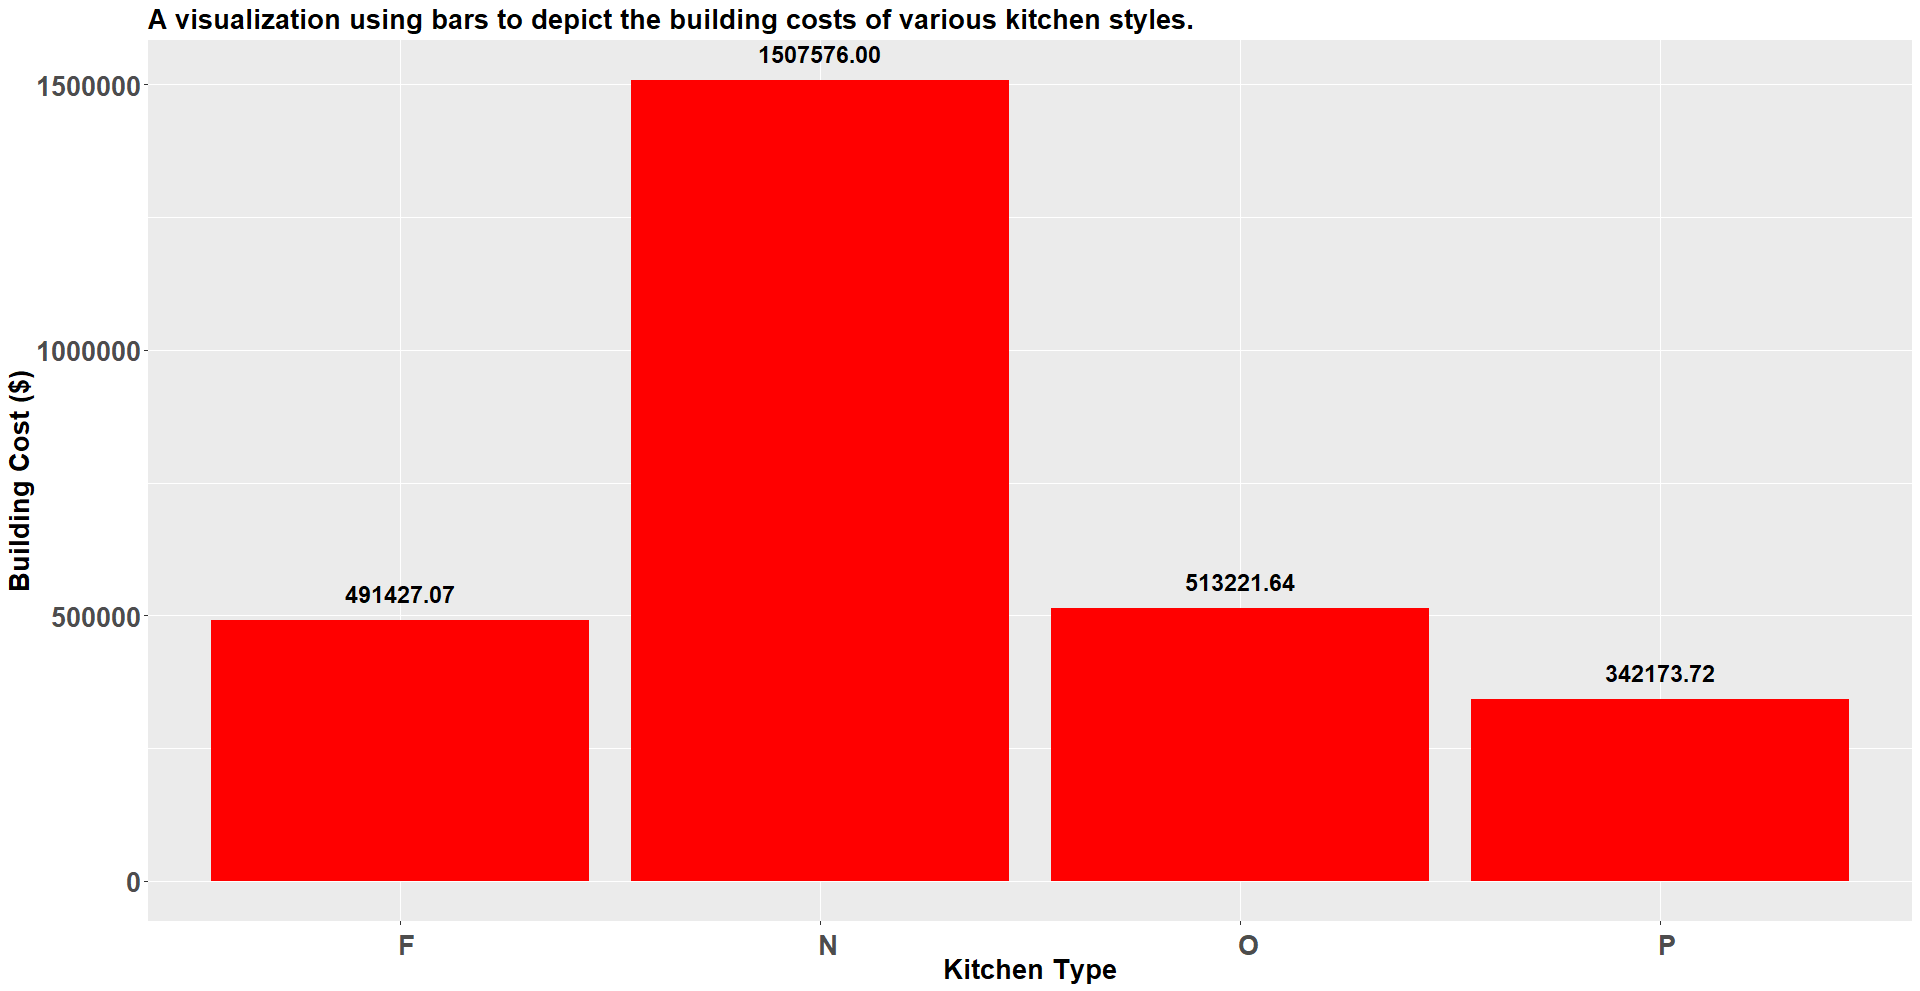 A visualization using bars to depict the building costs of various kitchen styles.
1507576.00
1500000
1000000
Building Cost ($)
513221.64
491427.07
500000
342173.72
0
F N O P
Kitchen Type